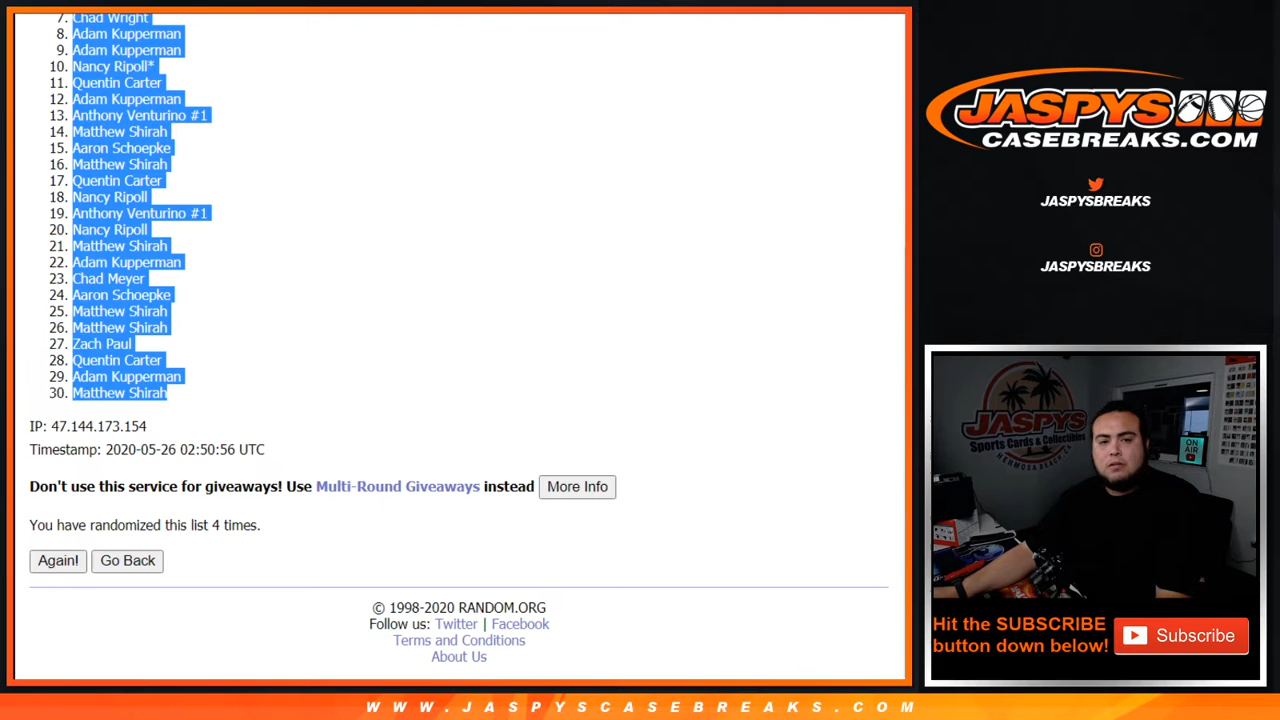 7. Chad Wright
8. Adam Kupperman
9. Adam Kupperman
10. Nancy Ripoll*
11. Quentin Carter
12. Adam Kupperman
13. Anthony Venturino #1
14. Matthew Shirah
15. Aaron Schoepke
16. Matthew Shirah
17. Quentin Carter
18. Nancy Ripoll
19. Anthony Venturino #1
20. Nancy Ripoll
21. Matthew Shirah
22. Adam Kupperman
23. Chad Meyer
24. Aaron Schoepke
25. Matthew Shirah
26. Matthew Shirah
27. Zach Paul
28. Quentin Carter
29. Adam Kupperman
30. Matthew Shirah
IP: 47.144.173.154
Timestamp: 2020-05-26 02:50:56 UTC
Don't use this service for giveaways! Use Multi-Round Giveaways instead More Info
You have randomized this list 4 times.
Again! Go Back
© 1998-2020 RANDOM.ORG
Follow us: Twitter | Facebook
Terms and Conditions
About Us
JASPYS
CASEBREAKS.COM
JASPYSBREAKS
JASPYSBREAKS
JASPYS
Sports Cards & Collectibles
HERMOSA BEACH, CA
ON
AIR
Hit the SUBSCRIBE
button down below!
Subscribe
WWW.JASPYSCASEBREAKS.COM